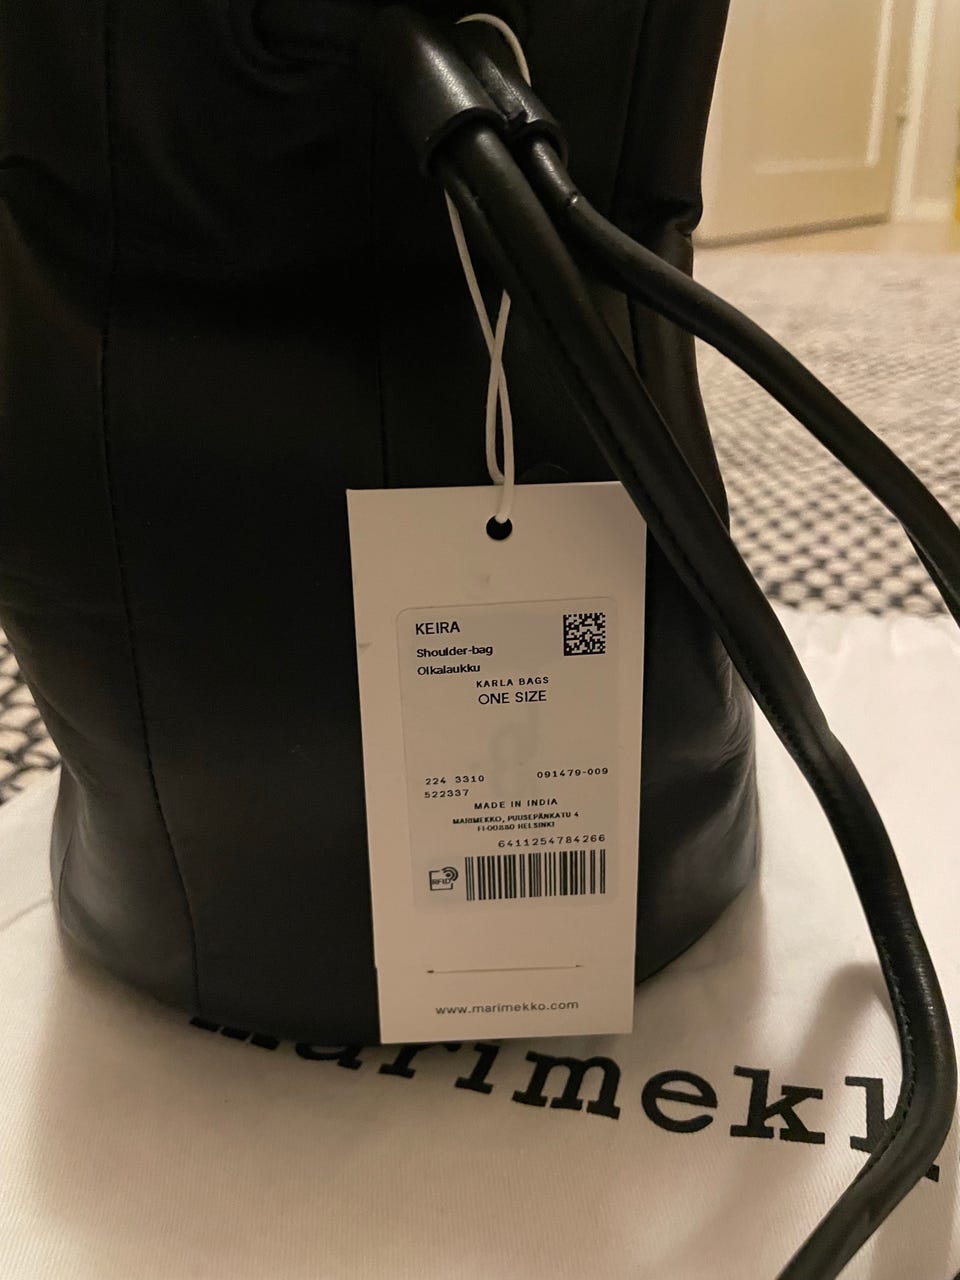 KEIRA
Shoulder-bag
Olkalaukku
KARLA BAGS
ONE SIZE
224 3310 091479-009
522337
MADE IN INDIA
MARIMEKKO, PUUSEPÄNKATU 4
FI-00880 HELSINKI
6411254784266
RFID
www.marimekko.com
marimekk